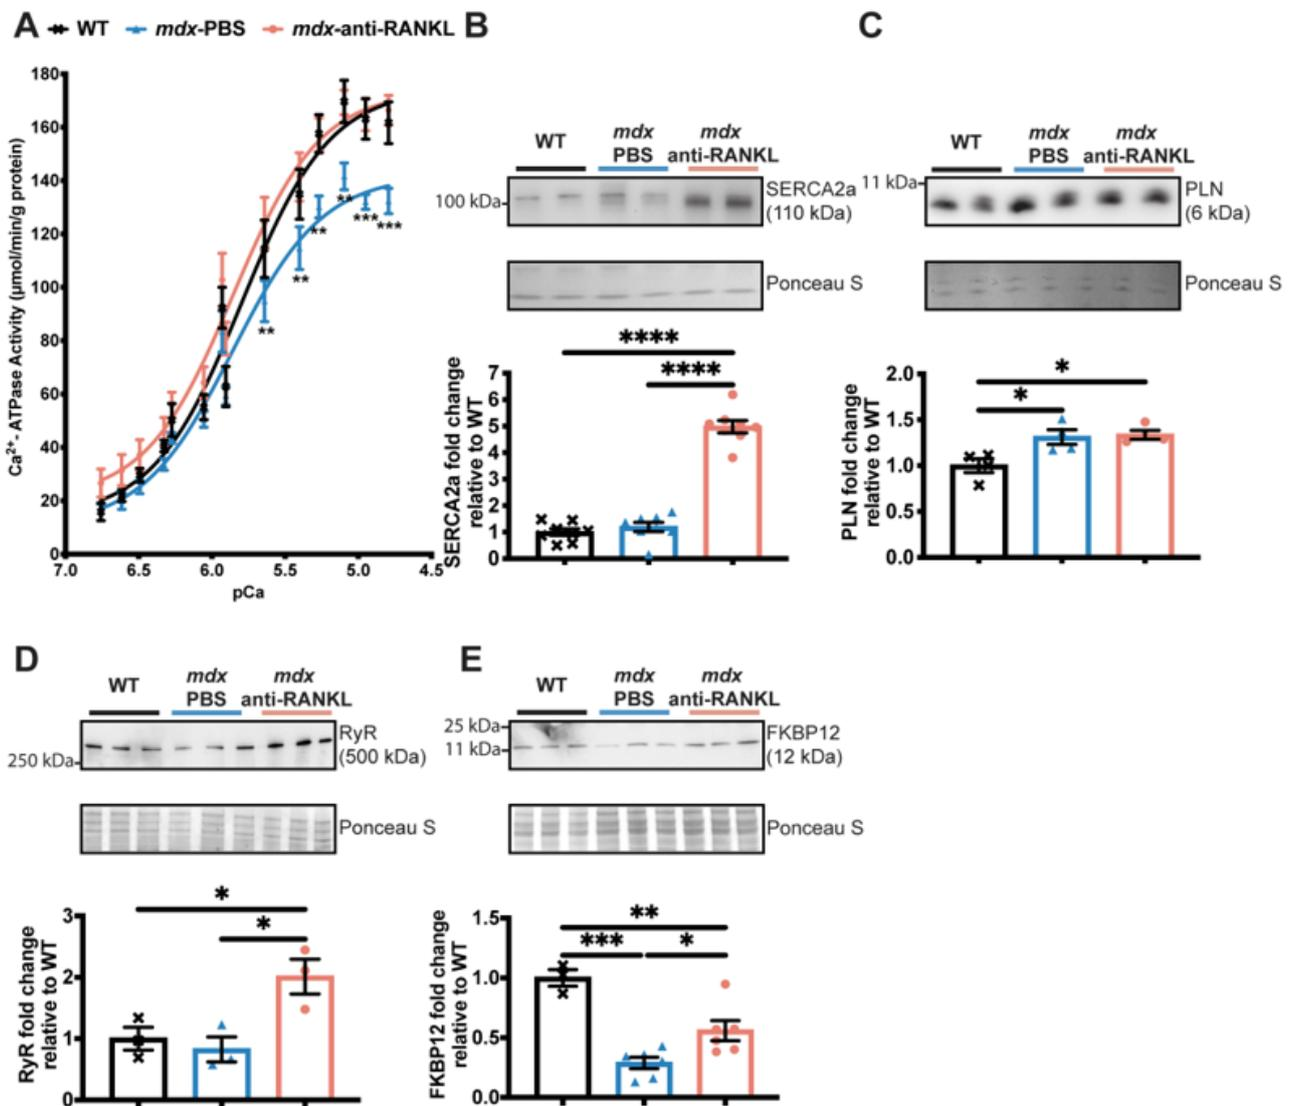 A WT mdx-PBS mdx-anti-RANKL
Ca²⁺- ATPase Activity (μmol/min/g protein)
180
160
140
120
100
80
60
40
20
0
** ** ** ** *** ***
7.0 6.5 6.0 5.5 5.0 4.5
pCa
B
WT mdx PBS mdx anti-RANKL
100 kDa
SERCA2a
(110 kDa)
Ponceau S
****
****
SERCA2a fold change
relative to WT
7
6
5
4
3
2
1
0
C
WT mdx PBS mdx anti-RANKL
11 kDa
PLN
(6 kDa)
Ponceau S
*
*
PLN fold change
relative to WT
2.0
1.5
1.0
0.5
0.0
D
WT mdx PBS mdx anti-RANKL
250 kDa
RyR
(500 kDa)
Ponceau S
*
*
RyR fold change
relative to WT
3
2
1
0
E
WT mdx PBS mdx anti-RANKL
25 kDa
11 kDa
FKBP12
(12 kDa)
Ponceau S
**
*** *
FKBP12 fold change
relative to WT
1.5
1.0
0.5
0.0